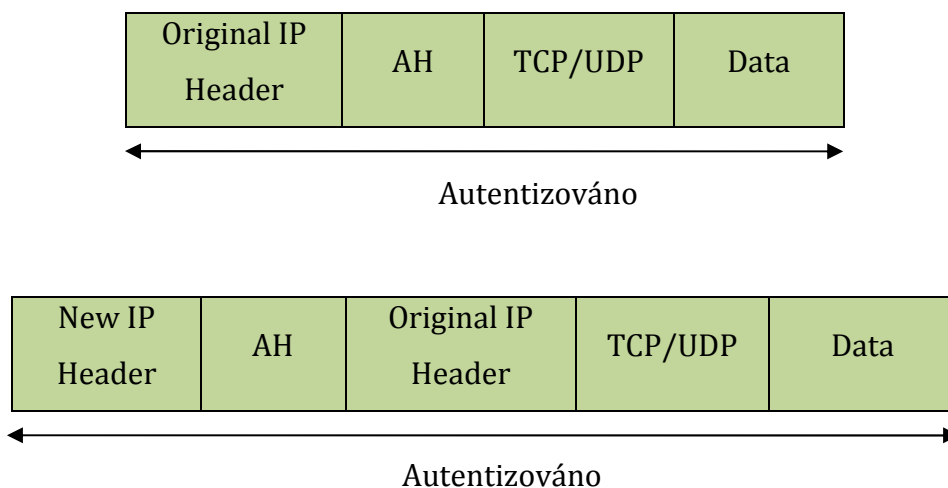 Original IP
Header
AH
TCP/UDP
Data
Autentizováno
New IP
Header
AH
Original IP
Header
TCP/UDP
Data
Autentizováno